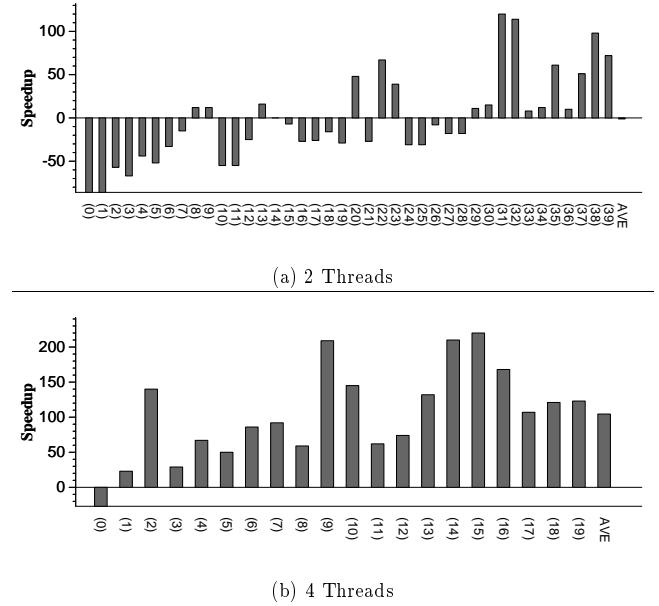 100
50
0
-50
Speedup
(0) (1) (2) (3) (4) (5) (6) (7) (8) (9) (10) (11) (12) (13) (14) (15) (16) (17) (18) (19) (20) (21) (22) (23) (24) (25) (26) (27) (28) (29) (30) (31) (32) (33) (34) (35) (36) (37) (38) (39) AVE
(a) 2 Threads
200
150
100
50
0
Speedup
(0) (1) (2) (3) (4) (5) (6) (7) (8) (9) (10) (11) (12) (13) (14) (15) (16) (17) (18) (19) AVE
(b) 4 Threads